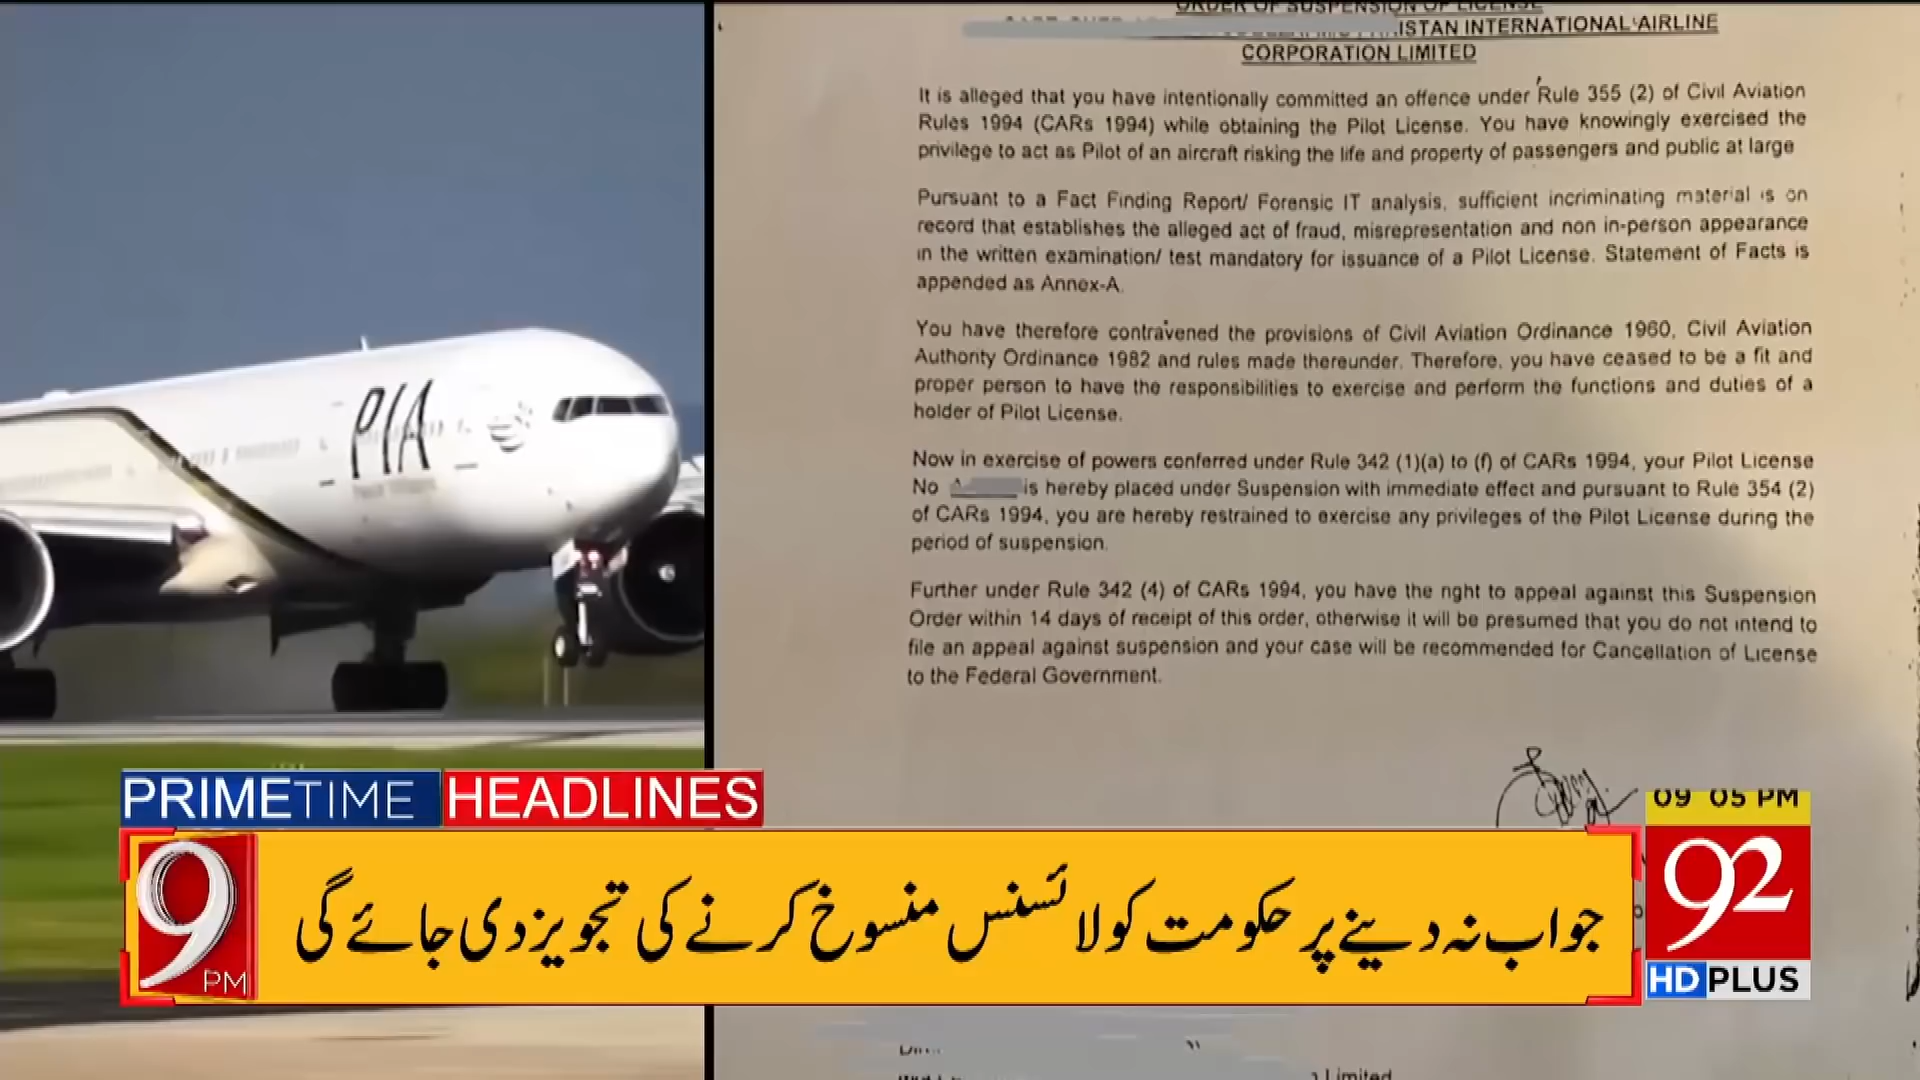 ORDER OF SUSPENSION OF LICENSE
ISTAN INTERNATIONAL AIRLINE
CORPORATION LIMITED
It is alleged that you have intentionally committed an offence under Rule 355 (2) of Civil Aviation
Rules 1994 (CARs 1994) while obtaining the Pilot License. You have knowingly exercised the
privilege to act as Pilot of an aircraft risking the life and property of passengers and public at large
Pursuant to a Fact Finding Report/ Forensic IT analysis, sufficient incriminating material is on
record that establishes the alleged act of fraud, misrepresentation and non in-person appearance
in the written examination/ test mandatory for issuance of a Pilot License. Statement of Facts is
appended as Annex-A.
You have therefore contravened the provisions of Civil Aviation Ordinance 1960, Civil Aviation
Authority Ordinance 1982 and rules made thereunder. Therefore, you have ceased to be a fit and
proper person to have the responsibilities to exercise and perform the functions and duties of a
holder of Pilot License.
Now in exercise of powers conferred under Rule 342 (1)(a) to (f) of CARs 1994, your Pilot License
No is hereby placed under Suspension with immediate effect and pursuant to Rule 354 (2)
of CARs 1994, you are hereby restrained to exercise any privileges of the Pilot License during the
period of suspension.
Further under Rule 342 (4) of CARs 1994, you have the right to appeal against this Suspension
Order within 14 days of receipt of this order, otherwise it will be presumed that you do not intend to
file an appeal against suspension and your case will be recommended for Cancellation of License
to the Federal Government.
PIA
PRIMETIME HEADLINES
09 05 PM
9 PM
جواب نہ دینے پر حکومت کو لائسنس منسوخ کرنے کی تجویز دی جائے گی
92
HD PLUS
Limited